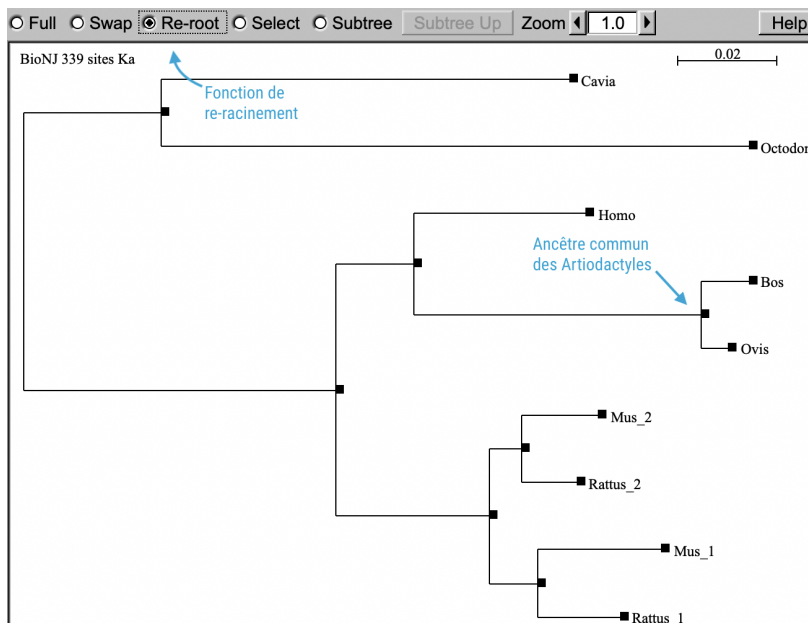 Full Swap Re-root Select Subtree Subtree Up Zoom 1.0 Help
BioNJ 339 sites Ka
0.02
Cavia
Fonction de
re-racinement
Octodon
Homo
Ancêtre commun
des Artiodactyles
Bos
Ovis
Mus_2
Rattus_2
Mus_1
Rattus_1